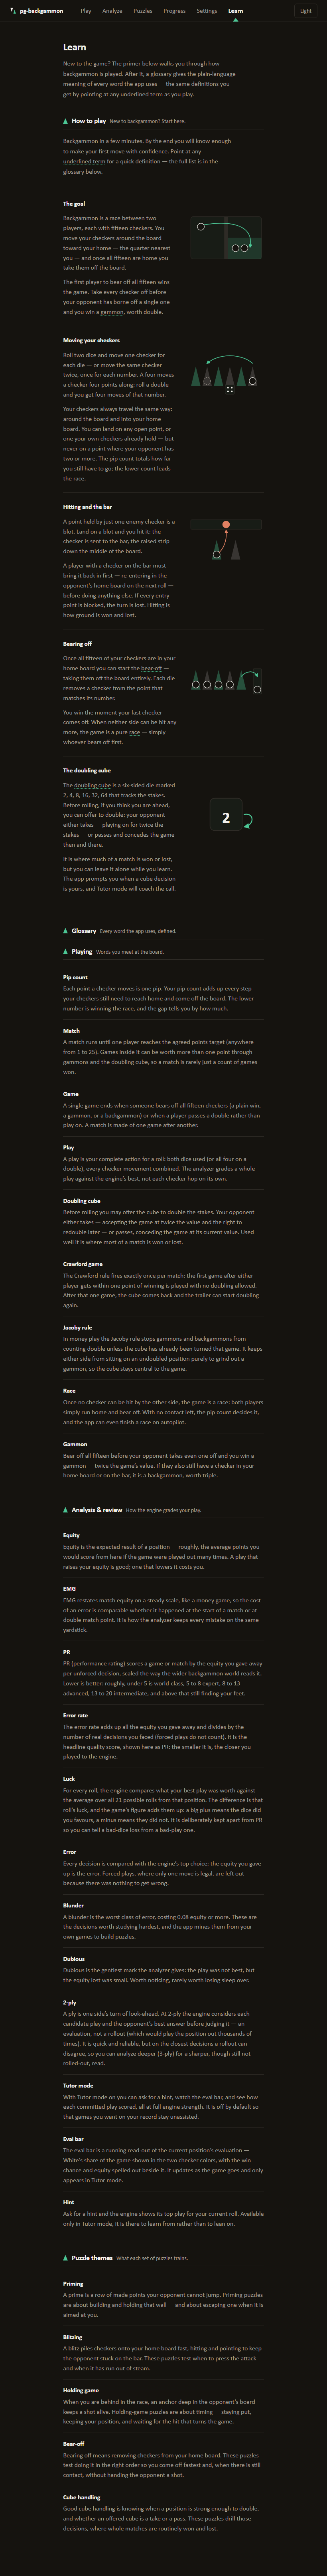 pg-backgammon Play Analyze Puzzles Progress Settings Learn Light
Learn
New to the game? The primer below walks you through how
backgammon is played. After it, a glossary gives the plain-language
meaning of every word the app uses — the same definitions you
get by pointing at any underlined term as you play.
How to play New to backgammon? Start here.
Backgammon in a few minutes. By the end you will know enough
to make your first move with confidence. Point at any
underlined term for a quick definition — the full list is in the
glossary below.
The goal
Backgammon is a race between two
players, each with fifteen checkers. You
move your checkers around the board
toward your home — the quarter nearest
you — and once all fifteen are home you
take them off the board.
The first player to bear off all fifteen wins
the game. Take every checker off before
your opponent has borne off a single one
and you win a gammon, worth double.
Moving your checkers
Roll two dice and move one checker for
each die — or move the same checker
twice, once for each number. A four moves
a checker four points along; roll a double
and you get four moves of that number.
Your checkers always travel the same way:
around the board and into your home
board. You can land on any open point, or
one your own checkers already hold — but
never on a point where your opponent has
two or more. The pip count totals how far
you still have to go; the lower count leads
the race.
Hitting and the bar
A point held by just one enemy checker is a
blot. Land on a blot and you hit it: the
checker is sent to the bar, the raised strip
down the middle of the board.
A player with a checker on the bar must
bring it back in first — re-entering in the
opponent's home board on the next roll —
before doing anything else. If every entry
point is blocked, the turn is lost. Hitting is
how ground is won and lost.
Bearing off
Once all fifteen of your checkers are in your
home board you can start the bear-off —
taking them off the board entirely. Each die
removes a checker from the point that
matches its number.
You win the moment your last checker
comes off. When neither side can be hit any
more, the game is a pure race — simply
whoever bears off first.
The doubling cube
The doubling cube is a six-sided die marked
2, 4, 8, 16, 32, 64 that tracks the stakes.
Before rolling, if you think you are ahead,
you can offer to double: your opponent
either takes — playing on for twice the
stakes — or passes and concedes the game
then and there.
It is where much of a match is won or lost,
but you can leave it alone while you learn.
The app prompts you when a cube decision
is yours, and Tutor mode will coach the call.
2
Glossary Every word the app uses, defined.
Playing Words you meet at the board.
Pip count
Each point a checker moves is one pip. Your pip count adds up every step
your checkers still need to reach home and come off the board. The lower
number is winning the race, and the gap tells you by how much.
Match
A match runs until one player reaches the agreed points target (anywhere
from 1 to 25). Games inside it can be worth more than one point through
gammons and the doubling cube, so a match is rarely just a count of games
won.
Game
A single game ends when someone bears off all fifteen checkers (a plain win,
a gammon, or a backgammon) or when a player passes a double rather than
play on. A match is made of one game after another.
Play
A play is your complete action for a roll: both dice used (or all four on a
double), every checker movement combined. The analyzer grades a whole
play against the engine's best, not each checker hop on its own.
Doubling cube
Before rolling you may offer the cube to double the stakes. Your opponent
either takes — accepting the game at twice the value and the right to
redouble later — or passes, conceding the game at its current value. Used
well it is where most of a match is won or lost.
Crawford game
The Crawford rule fires exactly once per match: the first game after either
player gets within one point of winning is played with no doubling allowed.
After that one game, the cube comes back and the trailer can start doubling
again.
Jacoby rule
In money play the Jacoby rule stops gammons and backgammons from
counting double unless the cube has already been turned that game. It keeps
either side from sitting on an undoubled position purely to grind out a
gammon, so the cube stays central to the game.
Race
Once no checker can be hit by the other side, the game is a race: both players
simply run home and bear off. With no contact left, the pip count decides it,
and the app can even finish a race on autopilot.
Gammon
Bear off all fifteen before your opponent takes even one off and you win a
gammon — twice the game's value. If they also still have a checker in your
home board or on the bar, it is a backgammon, worth triple.
Analysis & review How the engine grades your play.
Equity
Equity is the expected result of a position — roughly, the average points you
would score from here if the game were played out many times. A play that
raises your equity is good; one that lowers it costs you.
EMG
EMG restates match equity on a steady scale, like a money game, so the cost
of an error is comparable whether it happened at the start of a match or at
double match point. It is how the analyzer keeps every mistake on the same
yardstick.
PR
PR (performance rating) scores a game or match by the equity you gave away
per unforced decision, scaled the way the wider backgammon world reads it.
Lower is better: roughly, under 5 is world-class, 5 to 8 expert, 8 to 13
advanced, 13 to 20 intermediate, and above that still finding your feet.
Error rate
The error rate adds up all the equity you gave away and divides by the
number of real decisions you faced (forced plays do not count). It is the
headline quality score, shown here as PR: the smaller it is, the closer you
played to the engine.
Luck
For every roll, the engine compares what your best play was worth against
the average over all 21 possible rolls from that position. The difference is that
roll's luck, and the game's figure adds them up: a big plus means the dice did
you favours, a minus means they did not. It is deliberately kept apart from PR
so you can tell a bad-dice loss from a bad-play one.
Error
Every decision is compared with the engine's top choice; the equity you gave
up is the error. Forced plays, where only one move is legal, are left out
because there was nothing to get wrong.
Blunder
A blunder is the worst class of error, costing 0.08 equity or more. These are
the decisions worth studying hardest, and the app mines them from your
own games to build puzzles.
Dubious
Dubious is the gentlest mark the analyzer gives: the play was not best, but
the equity lost was small. Worth noticing, rarely worth losing sleep over.
2-ply
A ply is one side's turn of look-ahead. At 2-ply the engine considers each
candidate play and the opponent's best answer before judging it — an
evaluation, not a rollout (which would play the position out thousands of
times). It is quick and reliable, but on the closest decisions a rollout can
disagree, so you can analyze deeper (3-ply) for a sharper, though still not
rolled-out, read.
Tutor mode
With Tutor mode on you can ask for a hint, watch the eval bar, and see how
each committed play scored, all at full engine strength. It is off by default so
that games you want on your record stay unassisted.
Eval bar
The eval bar is a running read-out of the current position's evaluation —
White's share of the game shown in the two checker colors, with the win
chance and equity spelled out beside it. It updates as the game goes and only
appears in Tutor mode.
Hint
Ask for a hint and the engine shows its top play for your current roll. Available
only in Tutor mode, it is there to learn from rather than to lean on.
Puzzle themes What each set of puzzles trains.
Priming
A prime is a row of made points your opponent cannot jump. Priming puzzles
are about building and holding that wall — and about escaping one when it is
aimed at you.
Blitzing
A blitz piles checkers onto your home board fast, hitting and pointing to keep
the opponent stuck on the bar. These puzzles test when to press the attack
and when it has run out of steam.
Holding game
When you are behind in the race, an anchor deep in the opponent's board
keeps a shot alive. Holding-game puzzles are about timing — staying put,
keeping your position, and waiting for the hit that turns the game.
Bear-off
Bearing off means removing checkers from your home board. These puzzles
test doing it in the right order so you come off fastest and, when there is still
contact, without handing the opponent a shot.
Cube handling
Good cube handling is knowing when a position is strong enough to double,
and whether an offered cube is a take or a pass. These puzzles drill those
decisions, where whole matches are routinely won and lost.